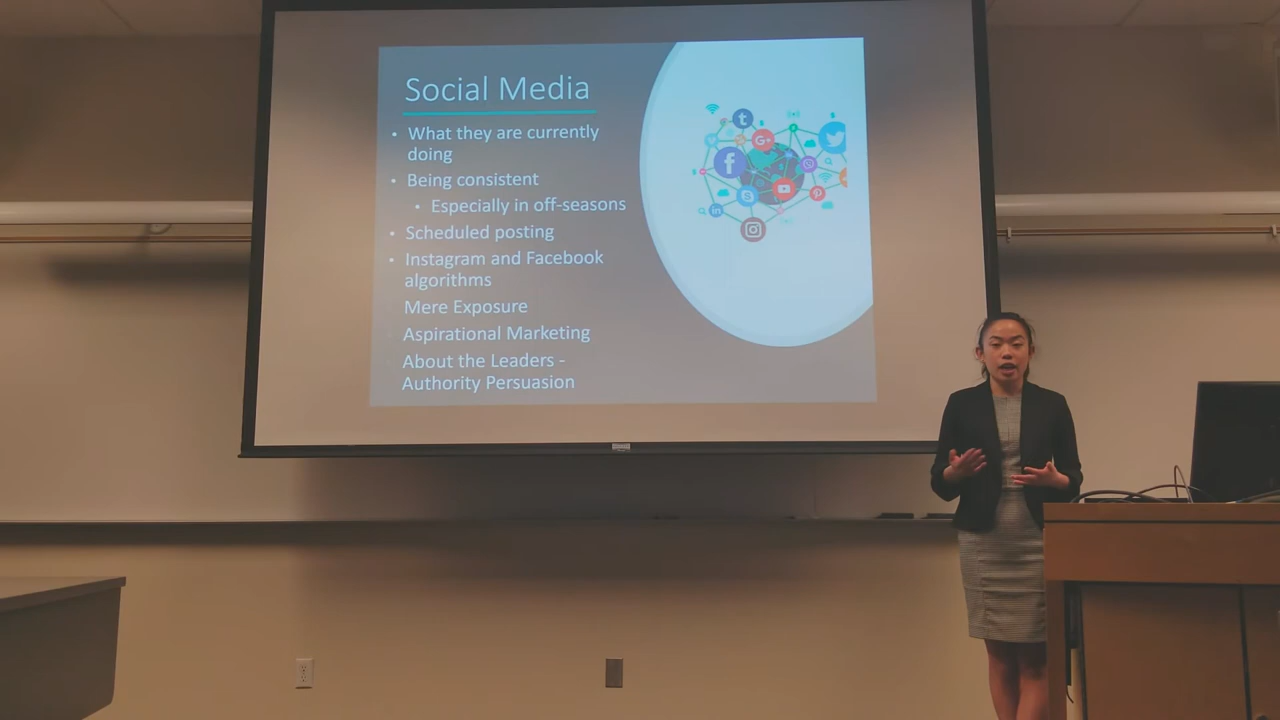 Social Media
• What they are currently
doing
• Being consistent
• Especially in off-seasons
• Scheduled posting
• Instagram and Facebook
algorithms
Mere Exposure
Aspirational Marketing
About the Leaders -
Authority Persuasion